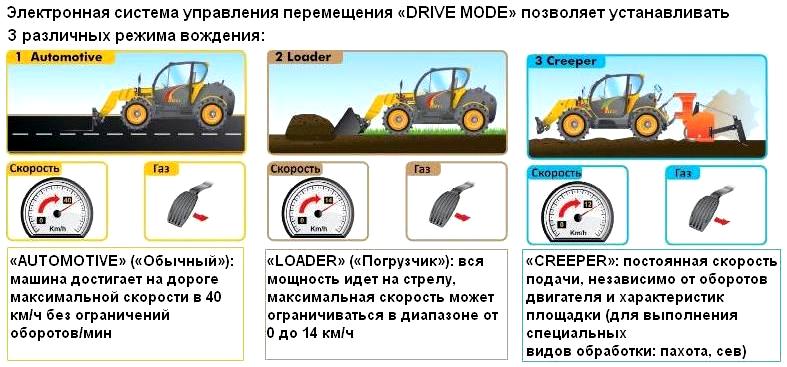 Электронная система управления перемещения «DRIVE MODE» позволяет устанавливать
3 различных режима вождения:
1 Automotive
2 Loader
3 Creeper
Скорость
Газ
Скорость
Газ
Скорость
Газ
0
40
Km/h
0
14
Km/h
0
12
Km/h
«AUTOMOTIVE» («Обычный»):
машина достигает на дороге
максимальной скорости в 40
км/ч без ограничений
оборотов/мин
«LOADER» («Погрузчик»): вся
мощность идет на стрелу,
максимальная скорость может
ограничиваться в диапазоне от
0 до 14 км/ч
«CREEPER»: постоянная скорость
подачи, независимо от оборотов
двигателя и характеристик
площадки (для выполнения
специальных
видов обработки: пахота, сев)